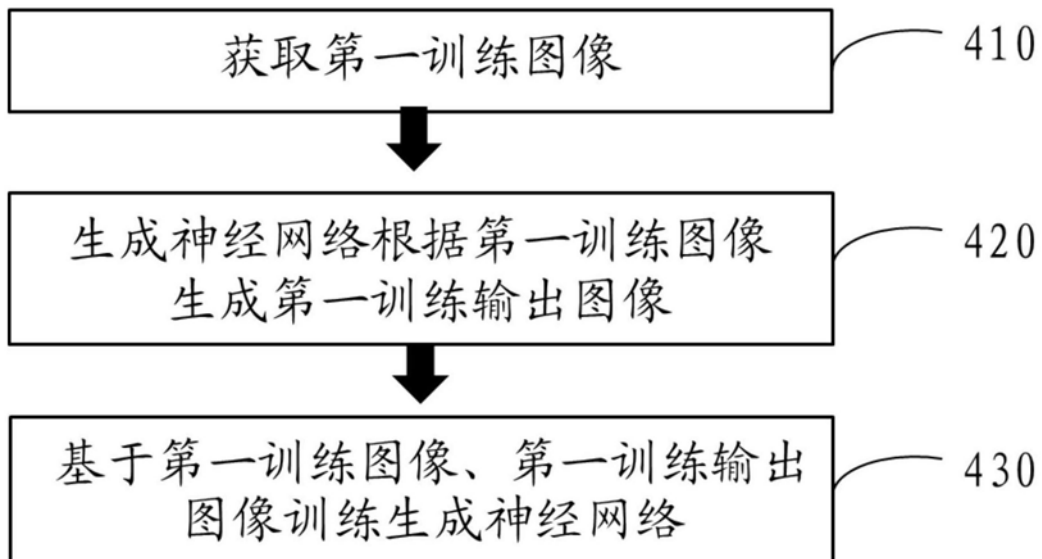 获取第一训练图像
410
生成神经网络根据第一训练图像
生成第一训练输出图像
420
基于第一训练图像、第一训练输出
图像训练生成神经网络
430